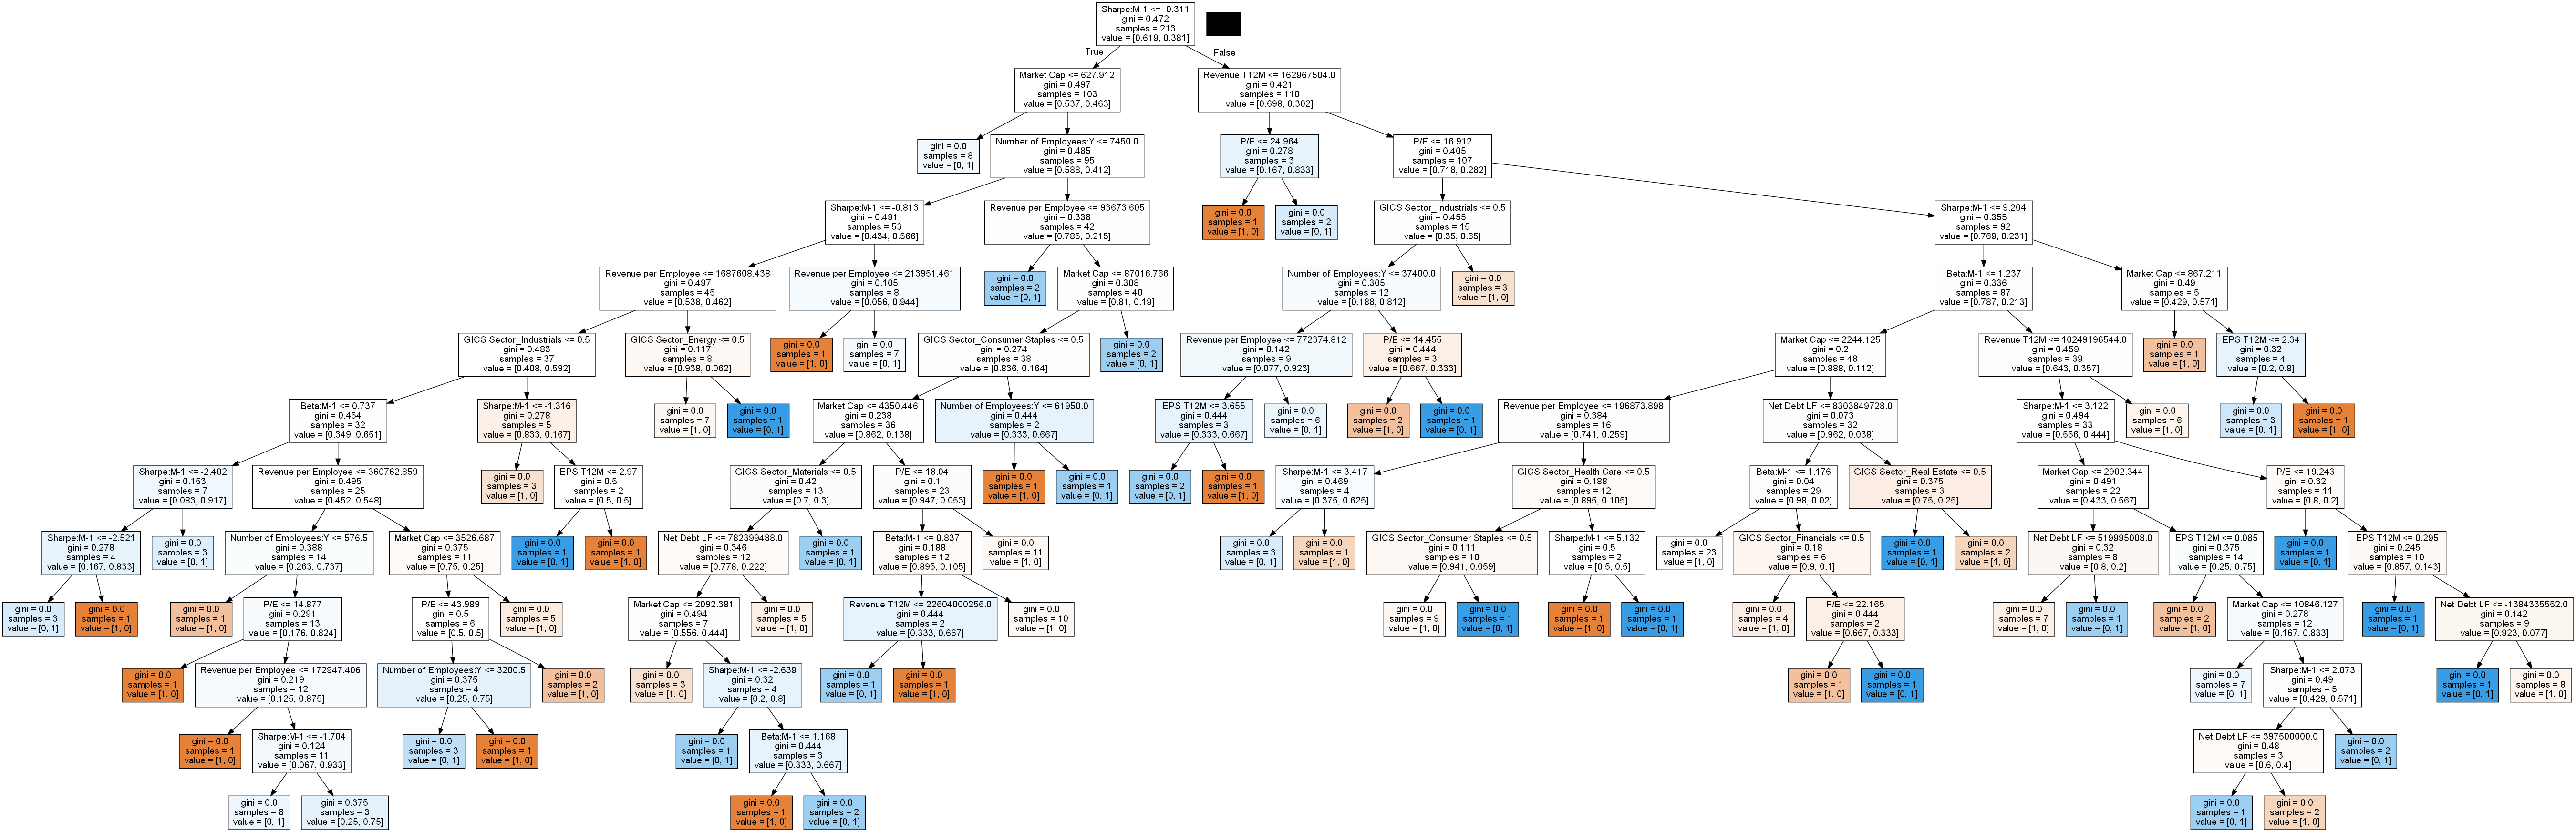 Sharpe:M-1 <= -0.311
gini = 0.472
samples = 213
value = [0.619, 0.381]
True
False
Market Cap <= 627.912
gini = 0.497
samples = 103
value = [0.537, 0.463]
Revenue T12M <= 162967504.0
gini = 0.421
samples = 110
value = [0.698, 0.302]
gini = 0.0
samples = 8
value = [0, 1]
Number of Employees:Y <= 7450.0
gini = 0.485
samples = 95
value = [0.588, 0.412]
P/E <= 24.964
gini = 0.278
samples = 3
value = [0.167, 0.833]
P/E <= 16.912
gini = 0.405
samples = 107
value = [0.718, 0.282]
Sharpe:M-1 <= -0.813
gini = 0.491
samples = 53
value = [0.434, 0.566]
Revenue per Employee <= 93673.605
gini = 0.338
samples = 42
value = [0.785, 0.215]
gini = 0.0
samples = 1
value = [1, 0]
gini = 0.0
samples = 2
value = [0, 1]
GICS Sector_Industrials <= 0.5
gini = 0.455
samples = 15
value = [0.35, 0.65]
Sharpe:M-1 <= 9.204
gini = 0.355
samples = 92
value = [0.769, 0.231]
Revenue per Employee <= 1687608.438
gini = 0.497
samples = 45
value = [0.538, 0.462]
Revenue per Employee <= 213951.461
gini = 0.105
samples = 8
value = [0.056, 0.944]
gini = 0.0
samples = 2
value = [0, 1]
Market Cap <= 87016.766
gini = 0.308
samples = 40
value = [0.81, 0.19]
Number of Employees:Y <= 37400.0
gini = 0.305
samples = 12
value = [0.188, 0.812]
gini = 0.0
samples = 3
value = [1, 0]
Beta:M-1 <= 1.237
gini = 0.336
samples = 87
value = [0.787, 0.213]
Market Cap <= 867.211
gini = 0.49
samples = 5
value = [0.429, 0.571]
GICS Sector_Industrials <= 0.5
gini = 0.483
samples = 37
value = [0.408, 0.592]
GICS Sector_Energy <= 0.5
gini = 0.117
samples = 8
value = [0.938, 0.062]
gini = 0.0
samples = 1
value = [1, 0]
gini = 0.0
samples = 7
value = [0, 1]
GICS Sector_Consumer Staples <= 0.5
gini = 0.274
samples = 38
value = [0.836, 0.164]
gini = 0.0
samples = 2
value = [0, 1]
Revenue per Employee <= 772374.812
gini = 0.142
samples = 9
value = [0.077, 0.923]
P/E <= 14.455
gini = 0.444
samples = 3
value = [0.667, 0.333]
Market Cap <= 2244.125
gini = 0.2
samples = 48
value = [0.888, 0.112]
Revenue T12M <= 10249196544.0
gini = 0.459
samples = 39
value = [0.643, 0.357]
gini = 0.0
samples = 1
value = [1, 0]
EPS T12M <= 2.34
gini = 0.32
samples = 4
value = [0.2, 0.8]
Beta:M-1 <= 0.737
gini = 0.454
samples = 32
value = [0.349, 0.651]
Sharpe:M-1 <= -1.316
gini = 0.278
samples = 5
value = [0.833, 0.167]
gini = 0.0
samples = 7
value = [1, 0]
gini = 0.0
samples = 1
value = [0, 1]
Market Cap <= 4350.446
gini = 0.238
samples = 36
value = [0.862, 0.138]
Number of Employees:Y <= 61950.0
gini = 0.444
samples = 2
value = [0.333, 0.667]
EPS T12M <= 3.655
gini = 0.444
samples = 3
value = [0.333, 0.667]
gini = 0.0
samples = 6
value = [0, 1]
gini = 0.0
samples = 2
value = [1, 0]
gini = 0.0
samples = 1
value = [0, 1]
Revenue per Employee <= 196873.898
gini = 0.384
samples = 16
value = [0.741, 0.259]
Net Debt LF <= 8303849728.0
gini = 0.073
samples = 32
value = [0.962, 0.038]
Sharpe:M-1 <= 3.122
gini = 0.494
samples = 33
value = [0.556, 0.444]
gini = 0.0
samples = 6
value = [1, 0]
gini = 0.0
samples = 3
value = [0, 1]
gini = 0.0
samples = 1
value = [1, 0]
Sharpe:M-1 <= -2.402
gini = 0.153
samples = 7
value = [0.083, 0.917]
Revenue per Employee <= 360762.859
gini = 0.495
samples = 25
value = [0.452, 0.548]
gini = 0.0
samples = 3
value = [1, 0]
EPS T12M <= 2.97
gini = 0.5
samples = 2
value = [0.5, 0.5]
GICS Sector_Materials <= 0.5
gini = 0.42
samples = 13
value = [0.7, 0.3]
P/E <= 18.04
gini = 0.1
samples = 23
value = [0.947, 0.053]
gini = 0.0
samples = 1
value = [1, 0]
gini = 0.0
samples = 1
value = [0, 1]
gini = 0.0
samples = 2
value = [0, 1]
gini = 0.0
samples = 1
value = [1, 0]
Sharpe:M-1 <= 3.417
gini = 0.469
samples = 4
value = [0.375, 0.625]
GICS Sector_Health Care <= 0.5
gini = 0.188
samples = 12
value = [0.895, 0.105]
Beta:M-1 <= 1.176
gini = 0.04
samples = 29
value = [0.98, 0.02]
GICS Sector_Real Estate <= 0.5
gini = 0.375
samples = 3
value = [0.75, 0.25]
Market Cap <= 2902.344
gini = 0.491
samples = 22
value = [0.433, 0.567]
P/E <= 19.243
gini = 0.32
samples = 11
value = [0.8, 0.2]
Sharpe:M-1 <= -2.521
gini = 0.278
samples = 4
value = [0.167, 0.833]
gini = 0.0
samples = 3
value = [0, 1]
Number of Employees:Y <= 576.5
gini = 0.388
samples = 14
value = [0.263, 0.737]
Market Cap <= 3526.687
gini = 0.375
samples = 11
value = [0.75, 0.25]
gini = 0.0
samples = 1
value = [0, 1]
gini = 0.0
samples = 1
value = [1, 0]
Net Debt LF <= 782399488.0
gini = 0.346
samples = 12
value = [0.778, 0.222]
gini = 0.0
samples = 1
value = [0, 1]
Beta:M-1 <= 0.837
gini = 0.188
samples = 12
value = [0.895, 0.105]
gini = 0.0
samples = 11
value = [1, 0]
gini = 0.0
samples = 3
value = [0, 1]
gini = 0.0
samples = 1
value = [1, 0]
GICS Sector_Consumer Staples <= 0.5
gini = 0.111
samples = 10
value = [0.941, 0.059]
Sharpe:M-1 <= 5.132
gini = 0.5
samples = 2
value = [0.5, 0.5]
gini = 0.0
samples = 23
value = [1, 0]
GICS Sector_Financials <= 0.5
gini = 0.18
samples = 6
value = [0.9, 0.1]
gini = 0.0
samples = 1
value = [0, 1]
gini = 0.0
samples = 2
value = [1, 0]
Net Debt LF <= 519995008.0
gini = 0.32
samples = 8
value = [0.8, 0.2]
EPS T12M <= 0.085
gini = 0.375
samples = 14
value = [0.25, 0.75]
gini = 0.0
samples = 1
value = [0, 1]
EPS T12M <= 0.295
gini = 0.245
samples = 10
value = [0.857, 0.143]
gini = 0.0
samples = 3
value = [0, 1]
gini = 0.0
samples = 1
value = [1, 0]
gini = 0.0
samples = 1
value = [1, 0]
P/E <= 14.877
gini = 0.291
samples = 13
value = [0.176, 0.824]
P/E <= 43.989
gini = 0.5
samples = 6
value = [0.5, 0.5]
gini = 0.0
samples = 5
value = [1, 0]
Market Cap <= 2092.381
gini = 0.494
samples = 7
value = [0.556, 0.444]
gini = 0.0
samples = 5
value = [1, 0]
Revenue T12M <= 22604000256.0
gini = 0.444
samples = 2
value = [0.333, 0.667]
gini = 0.0
samples = 10
value = [1, 0]
gini = 0.0
samples = 9
value = [1, 0]
gini = 0.0
samples = 1
value = [0, 1]
gini = 0.0
samples = 1
value = [1, 0]
gini = 0.0
samples = 1
value = [0, 1]
gini = 0.0
samples = 4
value = [1, 0]
P/E <= 22.165
gini = 0.444
samples = 2
value = [0.667, 0.333]
gini = 0.0
samples = 7
value = [1, 0]
gini = 0.0
samples = 1
value = [0, 1]
gini = 0.0
samples = 2
value = [1, 0]
Market Cap <= 10846.127
gini = 0.278
samples = 12
value = [0.167, 0.833]
gini = 0.0
samples = 1
value = [0, 1]
Net Debt LF <= -1384335552.0
gini = 0.142
samples = 9
value = [0.923, 0.077]
gini = 0.0
samples = 1
value = [1, 0]
Revenue per Employee <= 172947.406
gini = 0.219
samples = 12
value = [0.125, 0.875]
Number of Employees:Y <= 3200.5
gini = 0.375
samples = 4
value = [0.25, 0.75]
gini = 0.0
samples = 2
value = [1, 0]
gini = 0.0
samples = 3
value = [1, 0]
Sharpe:M-1 <= -2.639
gini = 0.32
samples = 4
value = [0.2, 0.8]
gini = 0.0
samples = 1
value = [0, 1]
gini = 0.0
samples = 1
value = [1, 0]
gini = 0.0
samples = 1
value = [1, 0]
gini = 0.0
samples = 1
value = [0, 1]
gini = 0.0
samples = 7
value = [0, 1]
Sharpe:M-1 <= 2.073
gini = 0.49
samples = 5
value = [0.429, 0.571]
gini = 0.0
samples = 1
value = [0, 1]
gini = 0.0
samples = 8
value = [1, 0]
gini = 0.0
samples = 1
value = [1, 0]
Sharpe:M-1 <= -1.704
gini = 0.124
samples = 11
value = [0.067, 0.933]
gini = 0.0
samples = 3
value = [0, 1]
gini = 0.0
samples = 1
value = [1, 0]
gini = 0.0
samples = 1
value = [0, 1]
Beta:M-1 <= 1.168
gini = 0.444
samples = 3
value = [0.333, 0.667]
Net Debt LF <= 397500000.0
gini = 0.48
samples = 3
value = [0.6, 0.4]
gini = 0.0
samples = 2
value = [0, 1]
gini = 0.0
samples = 8
value = [0, 1]
gini = 0.375
samples = 3
value = [0.25, 0.75]
gini = 0.0
samples = 1
value = [1, 0]
gini = 0.0
samples = 2
value = [0, 1]
gini = 0.0
samples = 1
value = [0, 1]
gini = 0.0
samples = 2
value = [1, 0]